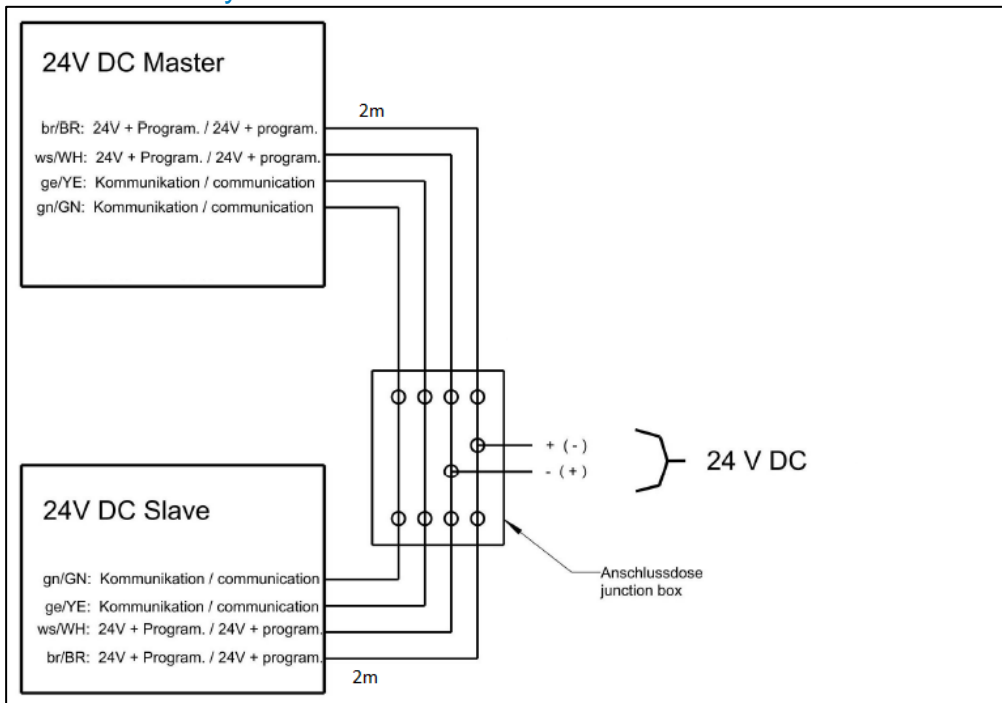 24V DC Master
2m
br/BR: 24V + Program. / 24V + program.
ws/WH: 24V + Program. / 24V + program.
ge/YE: Kommunikation / communication
gn/GN: Kommunikation / communication
+ (-)
- (+)
24 V DC
24V DC Slave
Anschlussdose
junction box
gn/GN: Kommunikation / communication
ge/YE: Kommunikation / communication
ws/WH: 24V + Program. / 24V + program.
br/BR: 24V + Program. / 24V + program.
2m